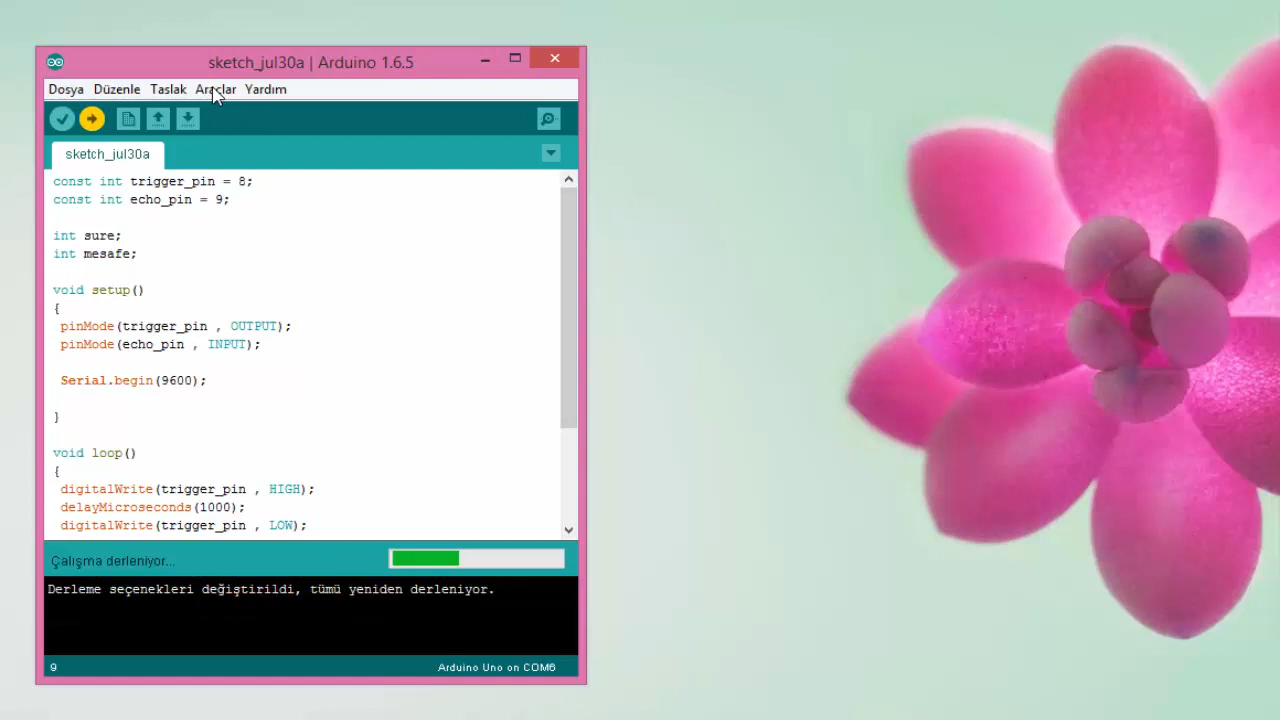 sketch_jul30a | Arduino 1.6.5
Dosya Düzenle Taslak Araçlar Yardım
sketch_jul30a
const int trigger_pin = 8;
const int echo_pin = 9;
int sure;
int mesafe;
void setup()
{
pinMode(trigger_pin , OUTPUT);
pinMode(echo_pin , INPUT);
Serial.begin(9600);
}
void loop()
{
digitalWrite(trigger_pin , HIGH);
delayMicroseconds(1000);
digitalWrite(trigger_pin , LOW);
Çalışma derleniyor...
Derleme seçenekleri değiştirildi, tümü yeniden derleniyor.
9 Arduino Uno on COM6